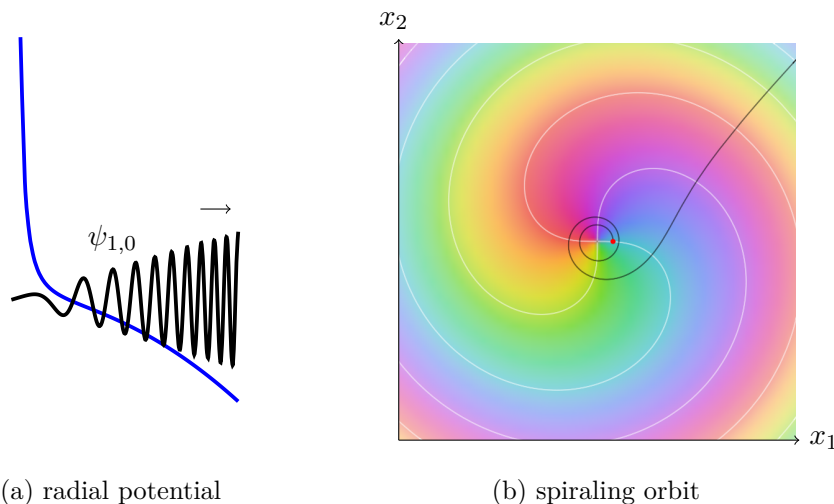 x₂
ψ₁,₀
x₁
(a) radial potential
(b) spiraling orbit